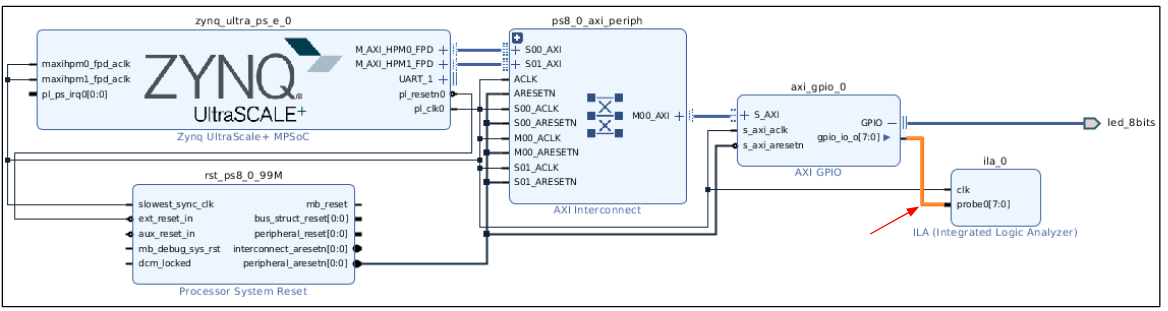 zynq_ultra_ps_e_0
maxihpm0_fpd_aclk
maxihpm1_fpd_aclk
pl_ps_irq0[0:0]
ZYNQ
UltraSCALE+
M_AXI_HPM0_FPD
M_AXI_HPM1_FPD
UART_1
pl_resetn0
pl_clk0
Zynq UltraScale+ MPSoC
ps8_0_axi_periph
S00_AXI
S01_AXI
ACLK
ARESETN
S00_ACLK
S00_ARESETN
M00_ACLK
M00_ARESETN
S01_ACLK
S01_ARESETN
M00_AXI
AXI Interconnect
axi_gpio_0
S_AXI
s_axi_aclk
s_axi_aresetn
GPIO
gpio_io_o[7:0]
AXI GPIO
led_8bits
ila_0
clk
probe0[7:0]
ILA (Integrated Logic Analyzer)
rst_ps8_0_99M
slowest_sync_clk
ext_reset_in
aux_reset_in
mb_debug_sys_rst
dcm_locked
mb_reset
bus_struct_reset[0:0]
peripheral_reset[0:0]
interconnect_aresetn[0:0]
peripheral_aresetn[0:0]
Processor System Reset